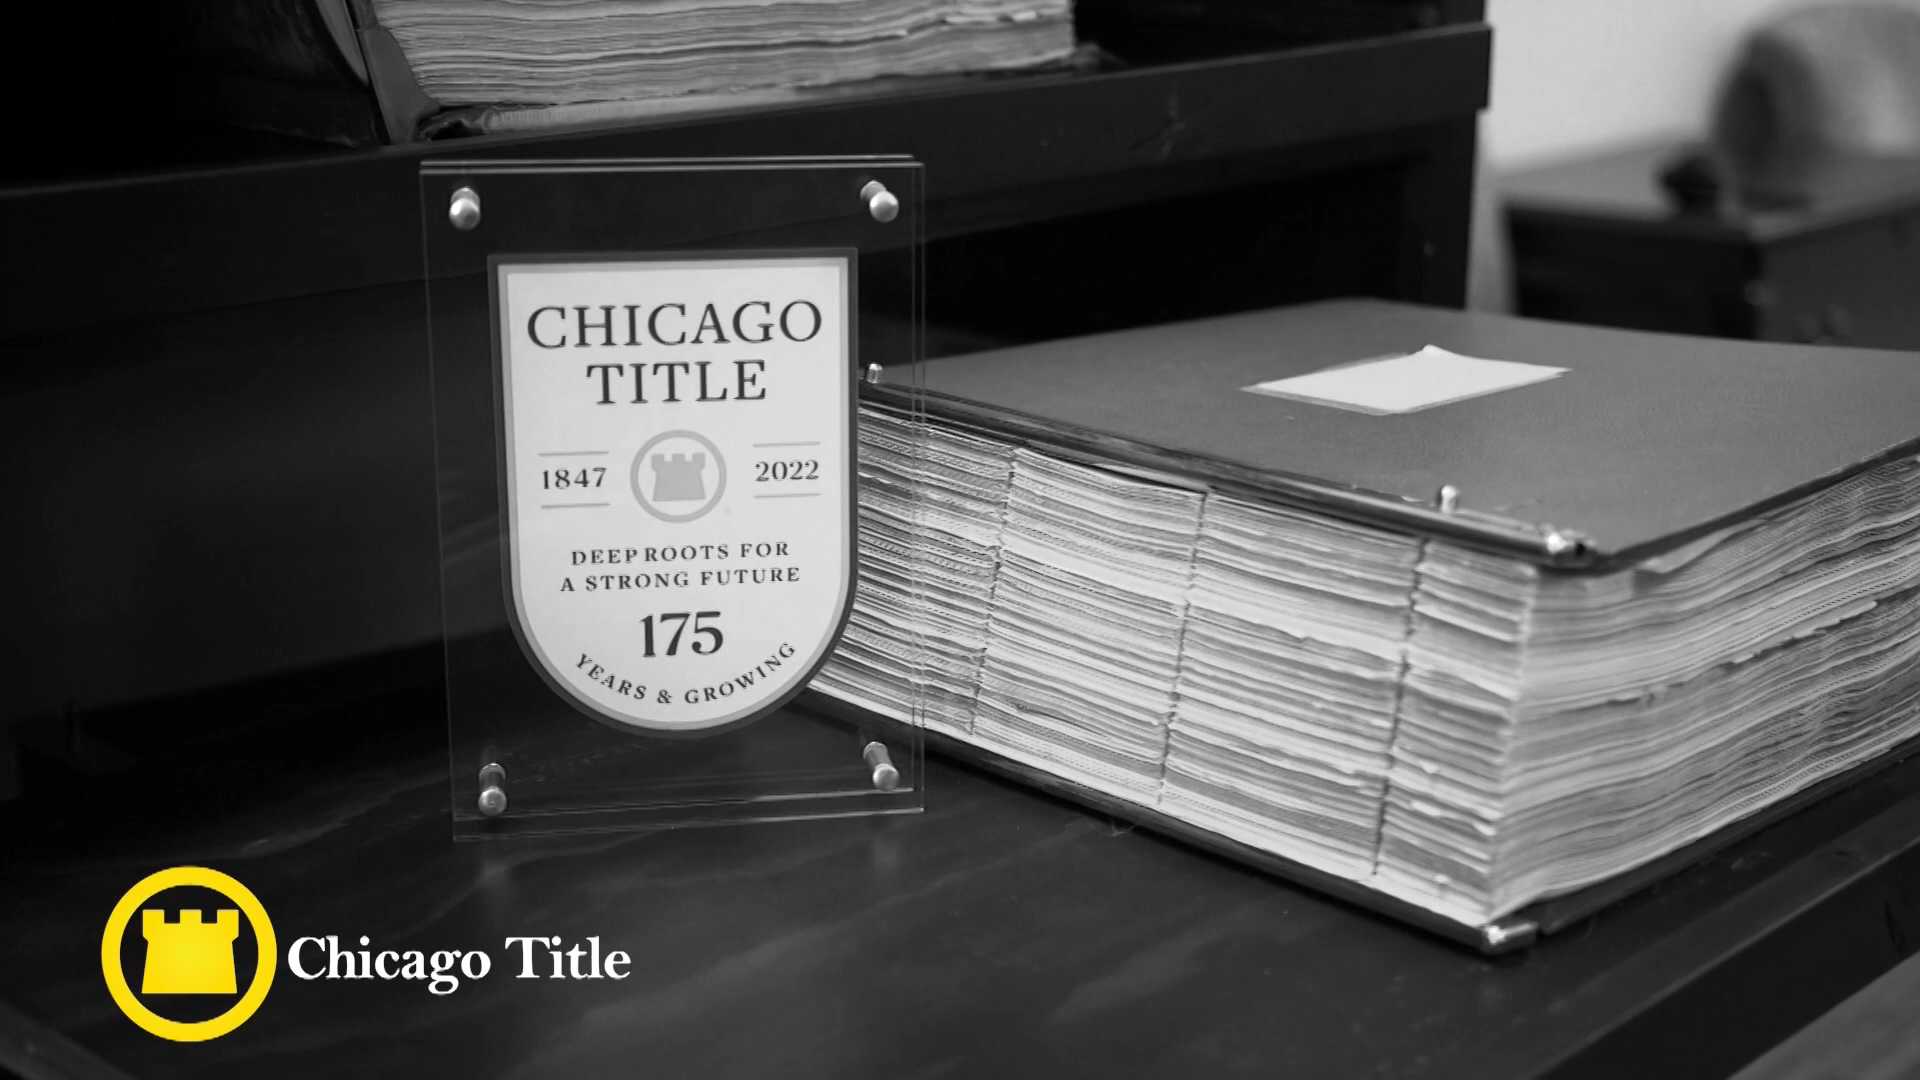 CHICAGO
TITLE
1847 2022
DEEP ROOTS FOR
A STRONG FUTURE
175
YEARS & GROWING
Chicago Title